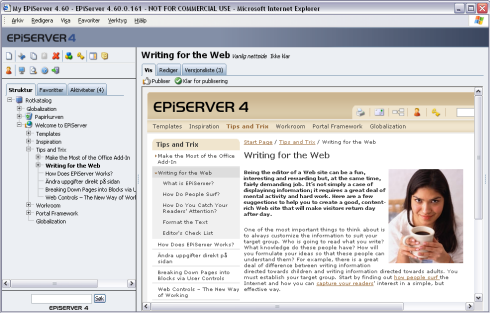 My EPiServer 4.60 - EPiServer 4.6.0.161 - NOT FOR COMMERCIAL USE - Microsoft Internet Explorer
Arkiv Redigera Visa Favoriter Verktyg Hjälp
EPiSERVER 4
Struktur Favoritter Aktiviteter (4)
Rotkatalog
Globalization
Papirkurven
Welcome to EPiServer
Templates
Inspiration
Tips and Trix
Make the Most of the Office Add-In
Writing for the Web
How Does EPiServer Works?
Ändra uppgifter direkt på sidan
Breaking Down Pages into Blocks via U
Web Controls – The New Way of Wor
Workroom
Portal Framework
Globalization
Søk
EPiSERVER 4
Writing for the Web Vanlig nettside Ikke klar
Vis Rediger Versjonsliste (3)
Publiser Klar for publisering
EPiSERVER 4
Templates Inspiration Tips and Trix Workroom Portal Framework Globalization
Tips and Trix
Make the Most of the Office
Add-In
Writing for the Web
What is EPiServer?
How Do People Surf?
How Do You Catch Your
Readers' Attention?
Format the Text
Editor's Check List
How Does EPiServer Works?
Ändra uppgifter direkt på
sidan
Breaking Down Pages into
Blocks via User Controls
Web Controls – The New Way
of Working
Start Page / Tips and Trix / Writing for the Web
Writing for the Web
Being the editor of a Web site can be a fun,
interesting and rewarding but, at the same time,
fairly demanding job. It's not simply a case of
displaying information; it requires a great deal of
mental activity and hard work. Here are a few
suggestions to help you to create a good, content-
rich Web site that will make visitors return day
after day.
One of the most important things to think about is
to always customize the information to suit your
target group. Who is going to read what you write?
What knowledge do these people have? How will
you formulate your ideas so that these people can
understand them? For example, there is a great
deal of difference between writing information
directed towards children and writing information directed towards adults. You
must establish your target group. Start by finding out how people surf the
Internet and how you can capture your readers' interest in a simple, but
effective way.